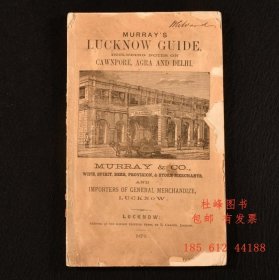 MURRAY'S
LUCKNOW GUIDE,
INCLUDING NOTES ON
CAWNPORE, AGRA AND DELHI.
MURRAY & CO.,
WINE, SPIRIT, BEER, PROVISION, & STORE MERCHANTS,
AND
IMPORTERS OF GENERAL MERCHANDIZE,
LUCKNOW.
LUCKNOW:
杜峰图书
包邮 有发票
185 612 44188